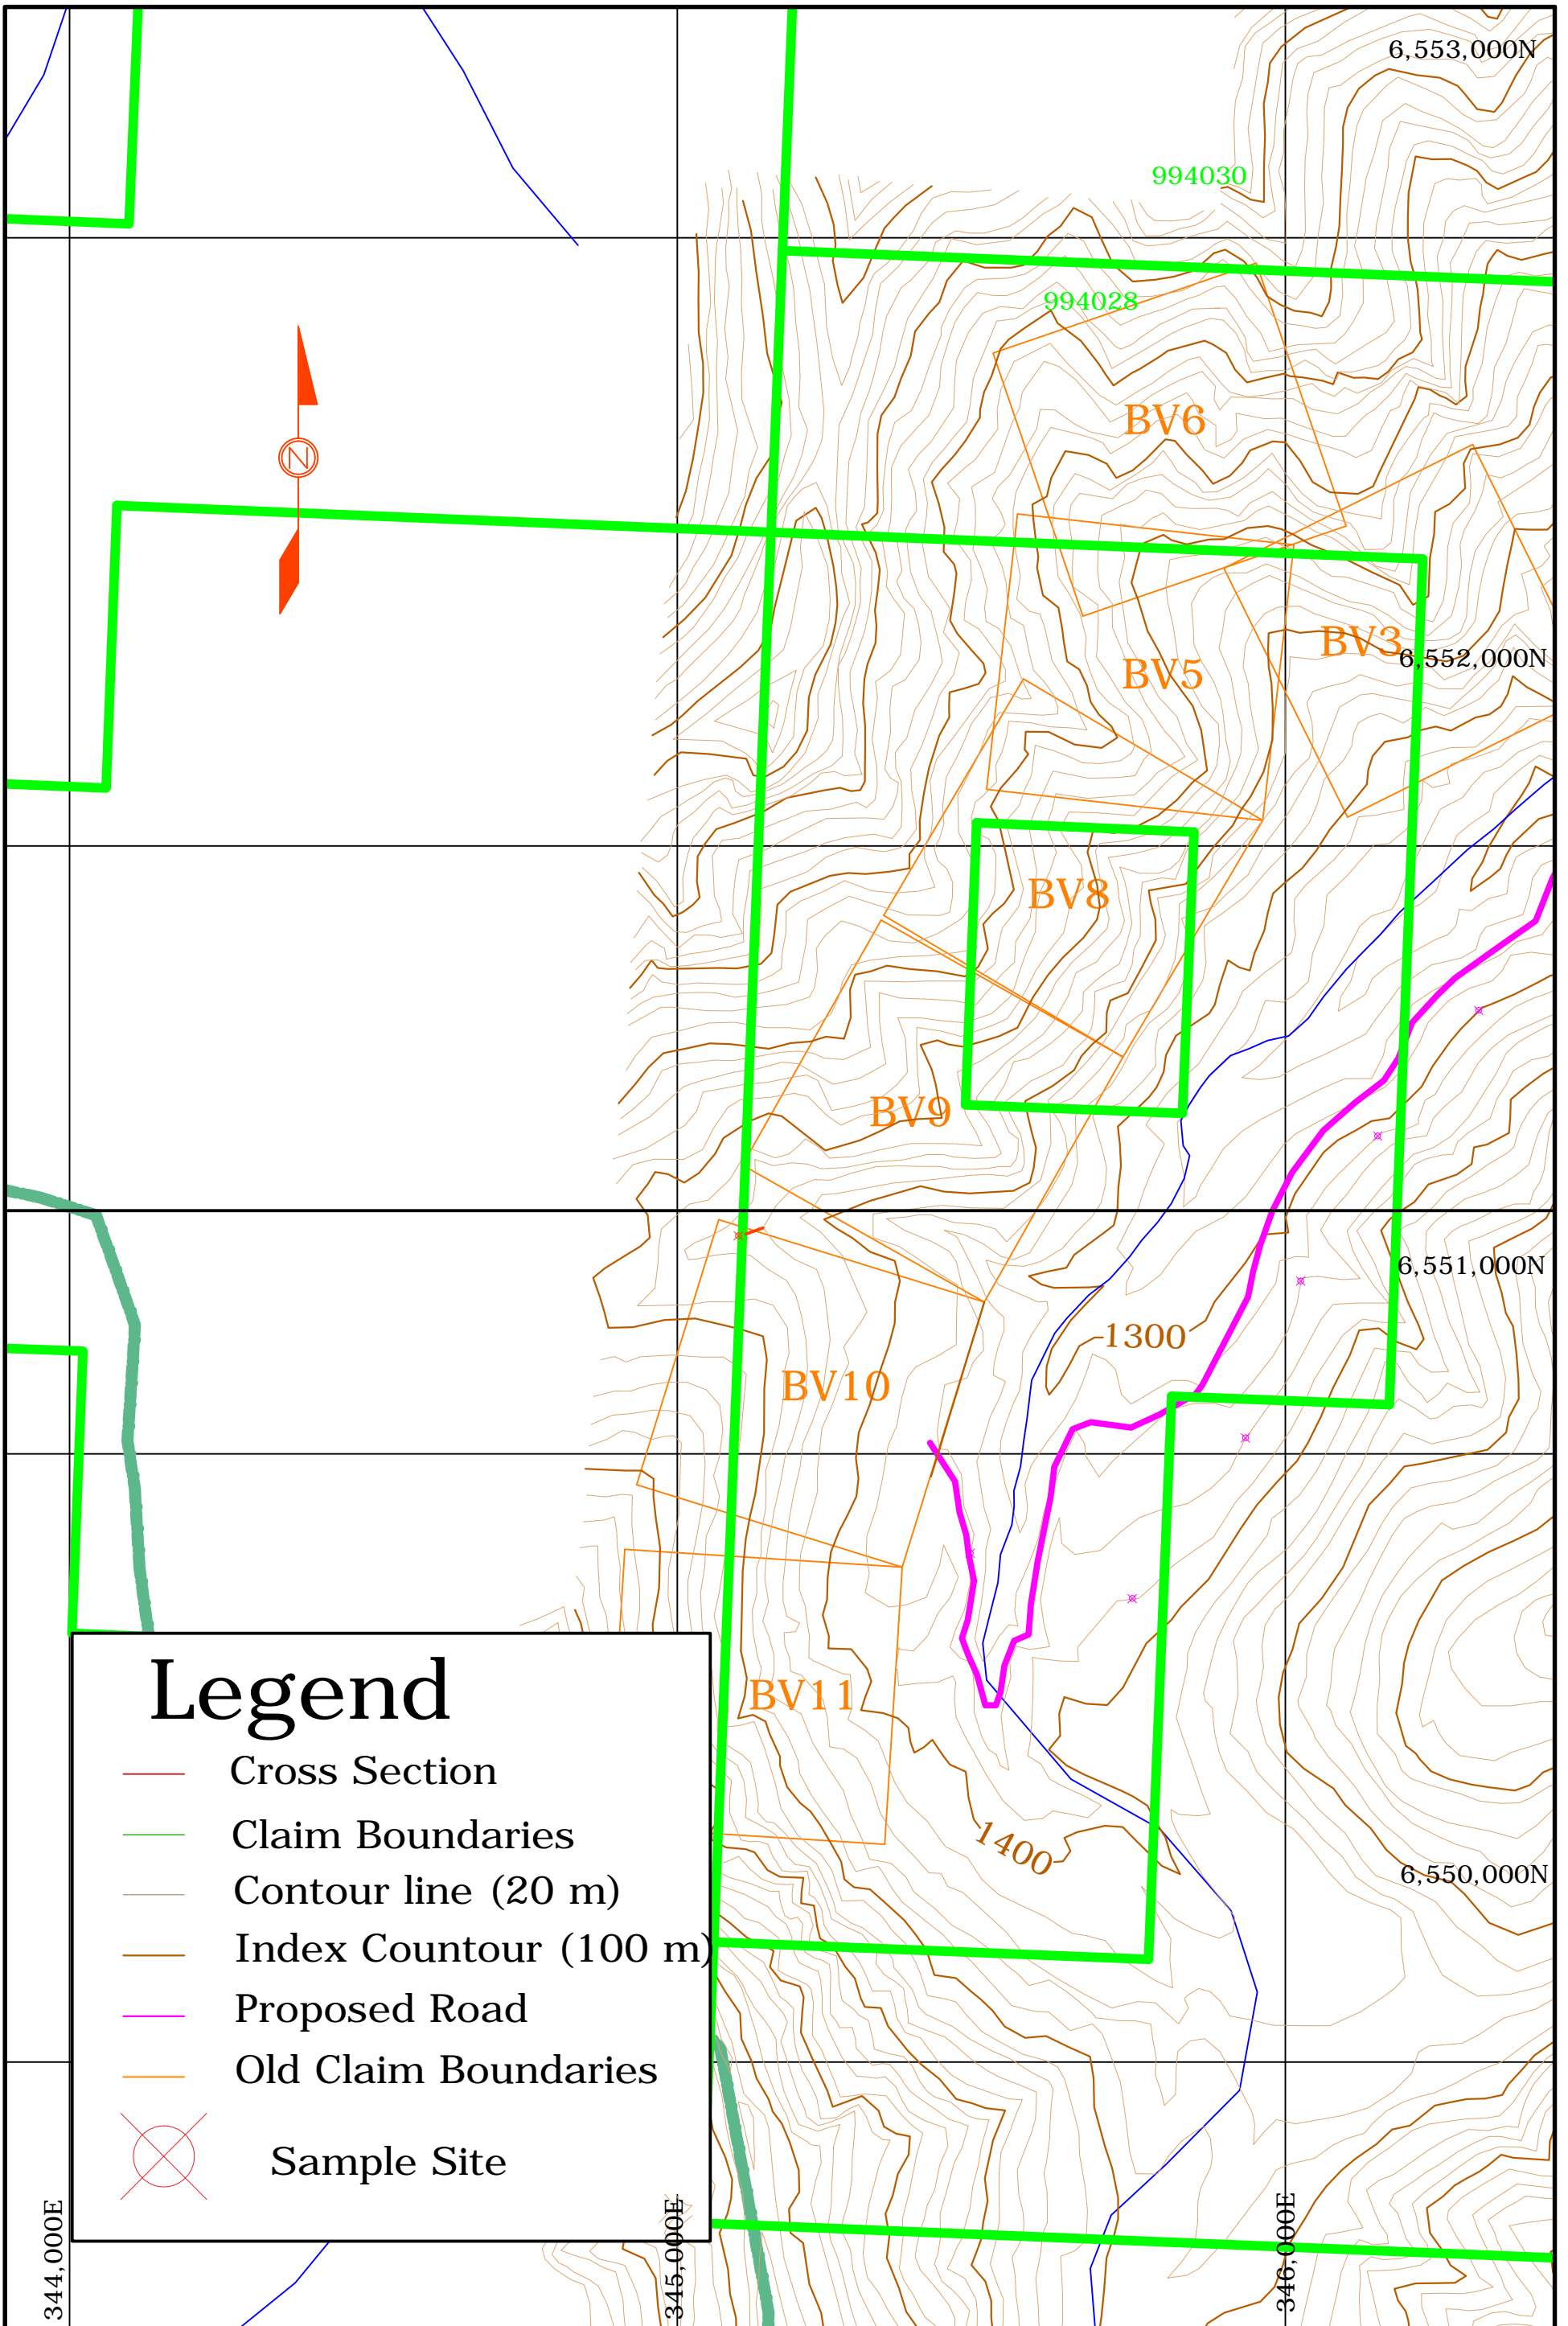 6,553,000N
994030
994028
N
BV6
BV3
6,552,000N
BV5
BV8
BV9
6,551,000N
1300
BV10
BV11
1400
6,550,000N
Legend
Cross Section
Claim Boundaries
Contour line (20 m)
Index Countour (100 m)
Proposed Road
Old Claim Boundaries
Sample Site
344,000E
345,000E
346,000E